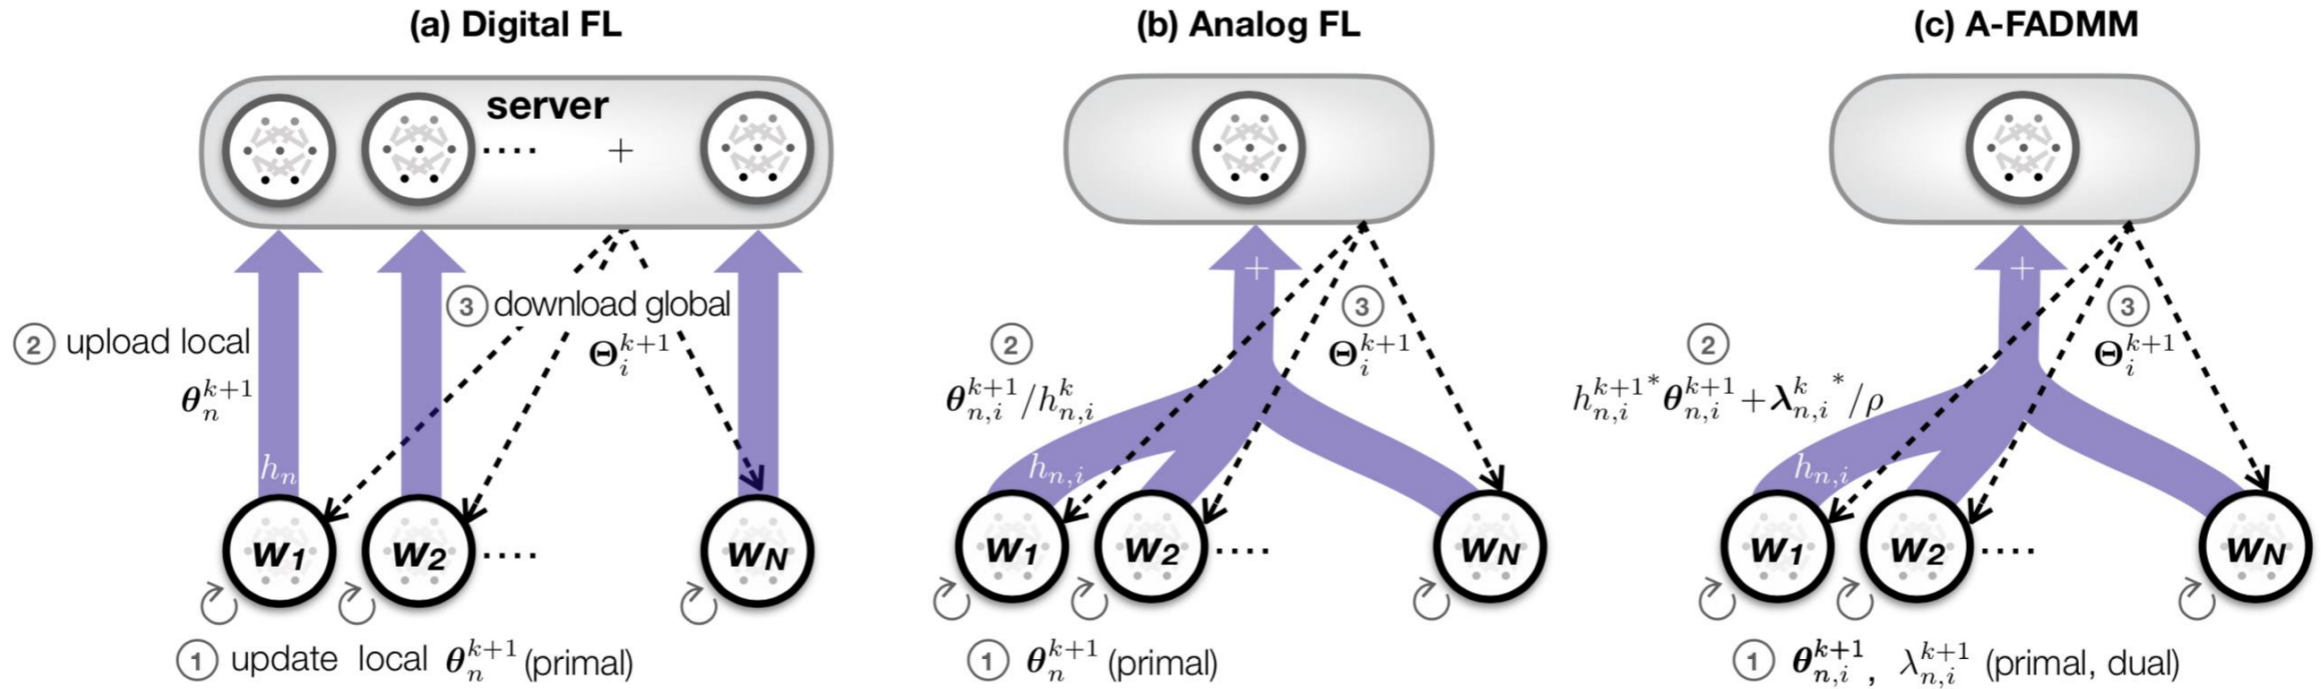 (a) Digital FL
server
.... +
③ download global
Θ_i^{k+1}
② upload local
θ_n^{k+1}
h_n
w_1 w_2 .... w_N
① update local θ_n^{k+1} (primal)
(b) Analog FL
+
③
Θ_i^{k+1}
②
θ_{n,i}^{k+1}/h_{n,i}^k
h_{n,i}
w_1 w_2 .... w_N
① θ_n^{k+1} (primal)
(c) A-FADMM
+
③
Θ_i^{k+1}
②
h_{n,i}^{k+1}* θ_{n,i}^{k+1} + λ_{n,i}^k */ρ
h_{n,i}
w_1 w_2 .... w_N
① θ_{n,i}^{k+1}, λ_{n,i}^{k+1} (primal, dual)